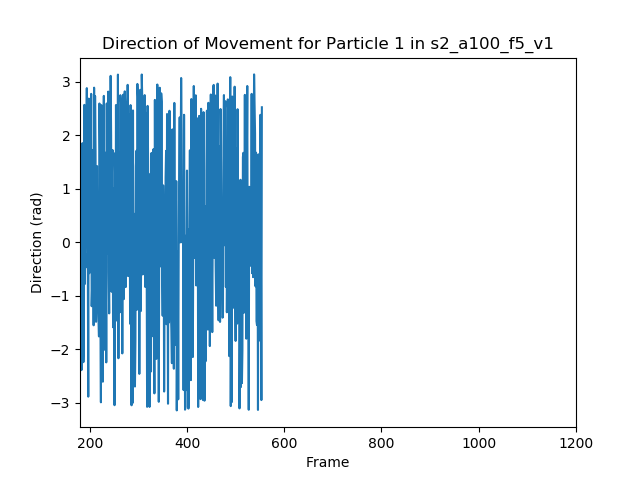 Direction of Movement for Particle 1 in s2_a100_f5_v1
3
2
1
0
−1
−2
−3
Direction (rad)
200 400 600 800 1000 1200
Frame